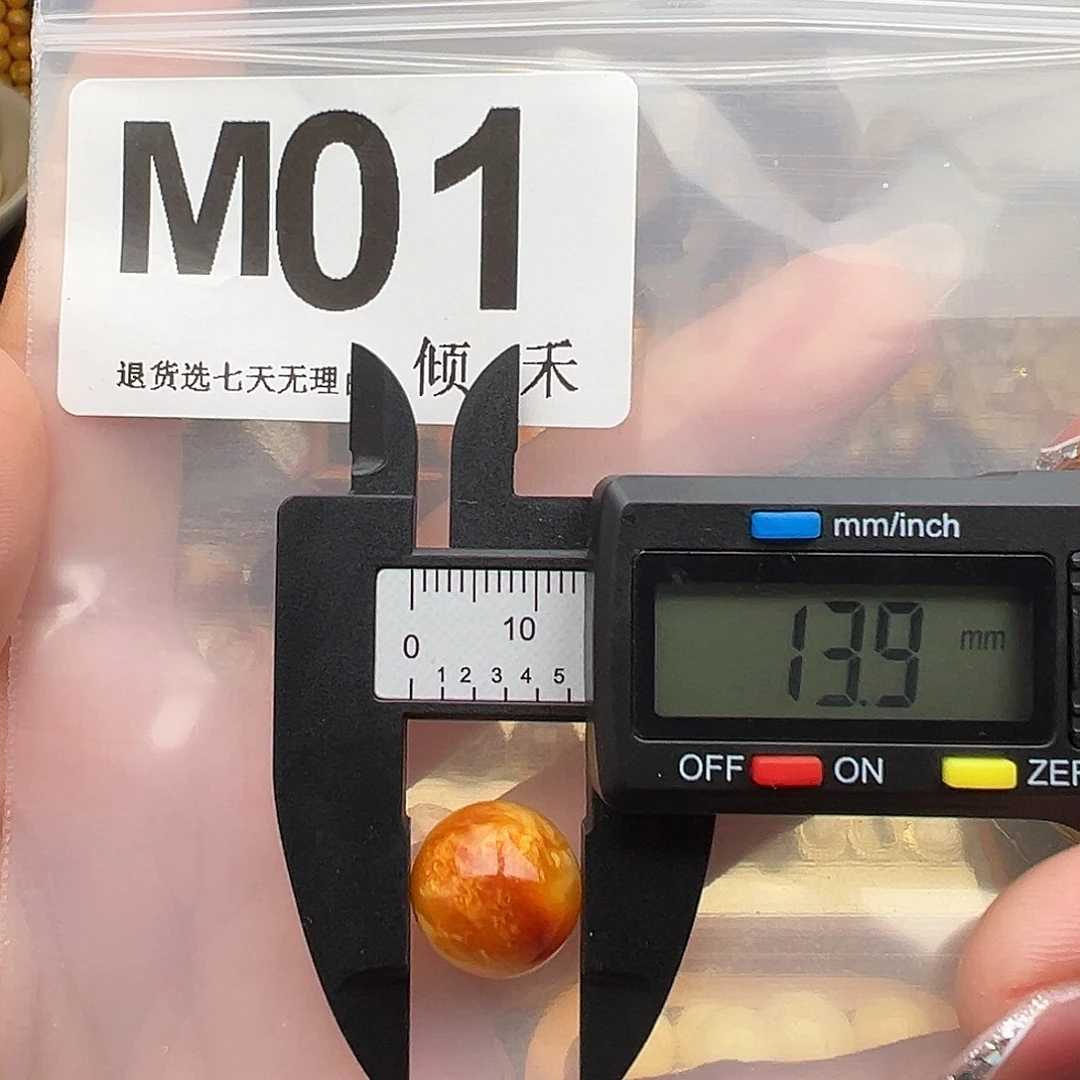 M01
退货选七天无理
倾 禾
mm/inch
0 10
1 2 3 4 5
13.9 mm
OFF ON ZER